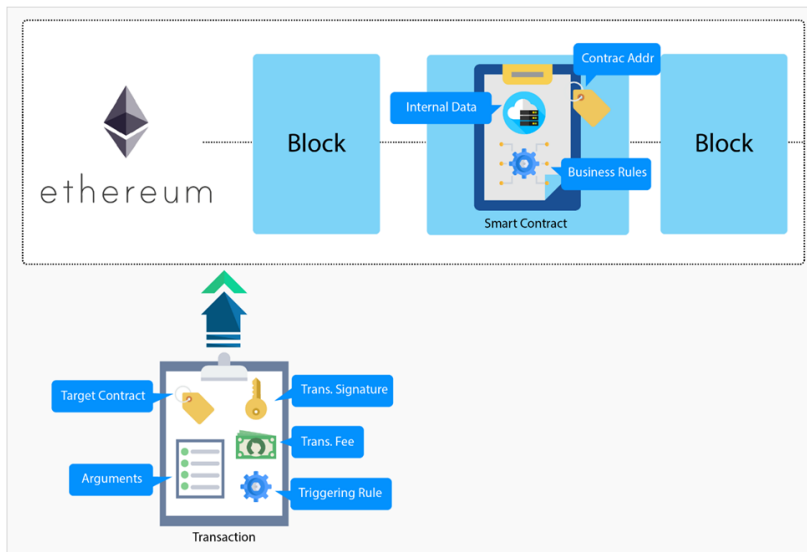 Contrac Addr
Internal Data
Block
Block
ethereum
Business Rules
Smart Contract
Target Contract
Trans. Signature
Trans. Fee
Arguments
Triggering Rule
Transaction